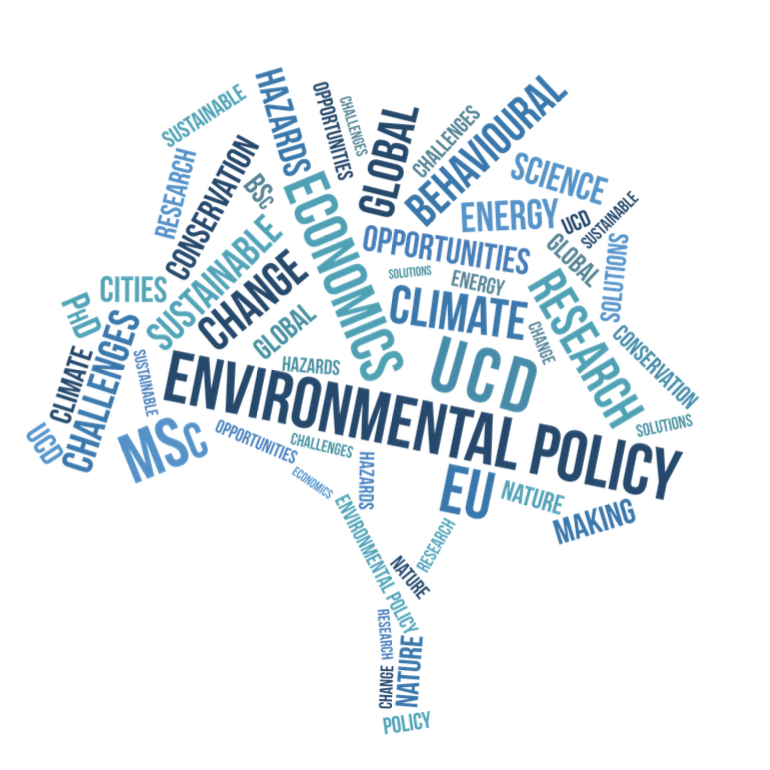 SUSTAINABLE
HAZARDS
OPPORTUNITIES
CHALLENGES
GLOBAL
CHALLENGES
BEHAVIOURAL
RESEARCH
CONSERVATION
BSc
ECONOMICS
SCIENCE
ENERGY
UCD
SUSTAINABLE
OPPORTUNITIES
GLOBAL
SOLUTIONS
SUSTAINABLE
CHANGE
SOLUTIONS
ENERGY
CITIES
PhD
CLIMATE
RESEARCH
GLOBAL
CHANGE
CONSERVATION
CHALLENGES
CLIMATE
SUSTAINABLE
HAZARDS
UCD
SOLUTIONS
ENVIRONMENTAL POLICY
UCD
MSc
OPPORTUNITIES
CHALLENGES
ECONOMICS
HAZARDS
EU
NATURE
MAKING
ENVIRONMENTAL POLICY
RESEARCH
NATURE
RESEARCH
NATURE
CHANGE
POLICY